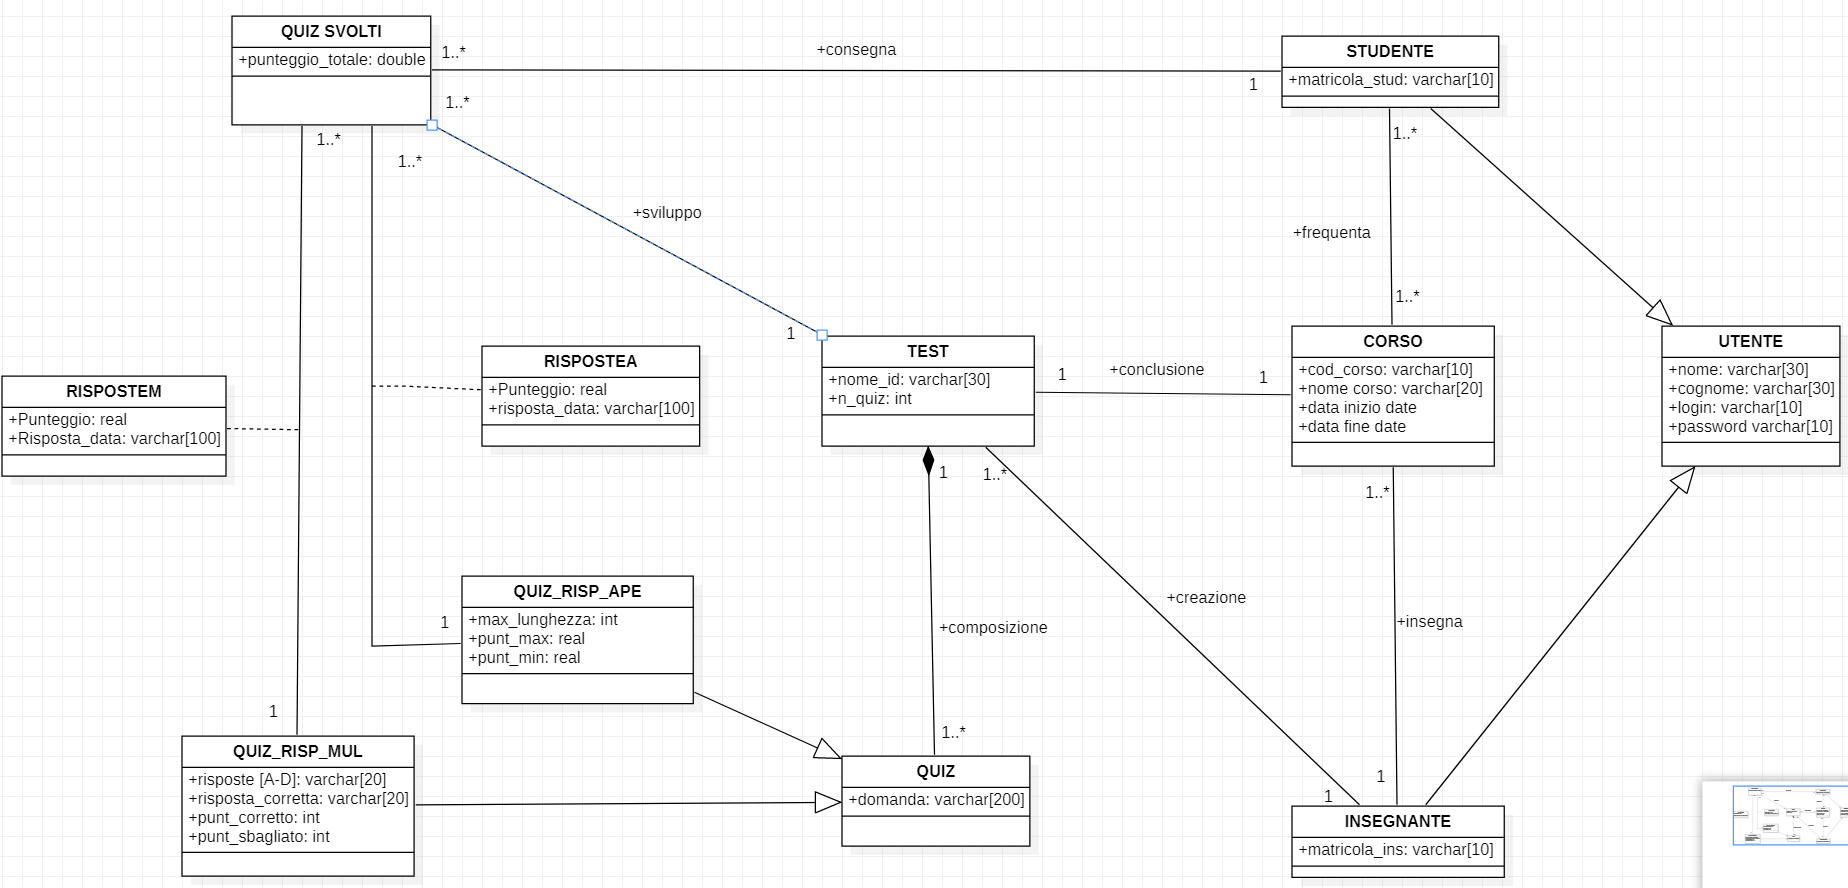 QUIZ SVOLTI
+punteggio_totale: double
1..*
+consegna
1
STUDENTE
+matricola_stud: varchar[10]
1..*
1..*
1..*
1..*
+sviluppo
+frequenta
1..*
1
RISPOSTEM
+Punteggio: real
+Risposta_data: varchar[100]
RISPOSTEA
+Punteggio: real
+risposta_data: varchar[100]
TEST
+nome_id: varchar[30]
+n_quiz: int
1
+conclusione
1
CORSO
+cod_corso: varchar[10]
+nome corso: varchar[20]
+data inizio date
+data fine date
UTENTE
+nome: varchar[30]
+cognome: varchar[30]
+login: varchar[10]
+password varchar[10]
1
1..*
1..*
QUIZ_RISP_APE
+max_lunghezza: int
+punt_max: real
+punt_min: real
1
+composizione
+creazione
+insegna
1
1..*
QUIZ_RISP_MUL
+risposte [A-D]: varchar[20]
+risposta_corretta: varchar[20]
+punt_corretto: int
+punt_sbagliato: int
QUIZ
+domanda: varchar[200]
1
1
INSEGNANTE
+matricola_ins: varchar[10]